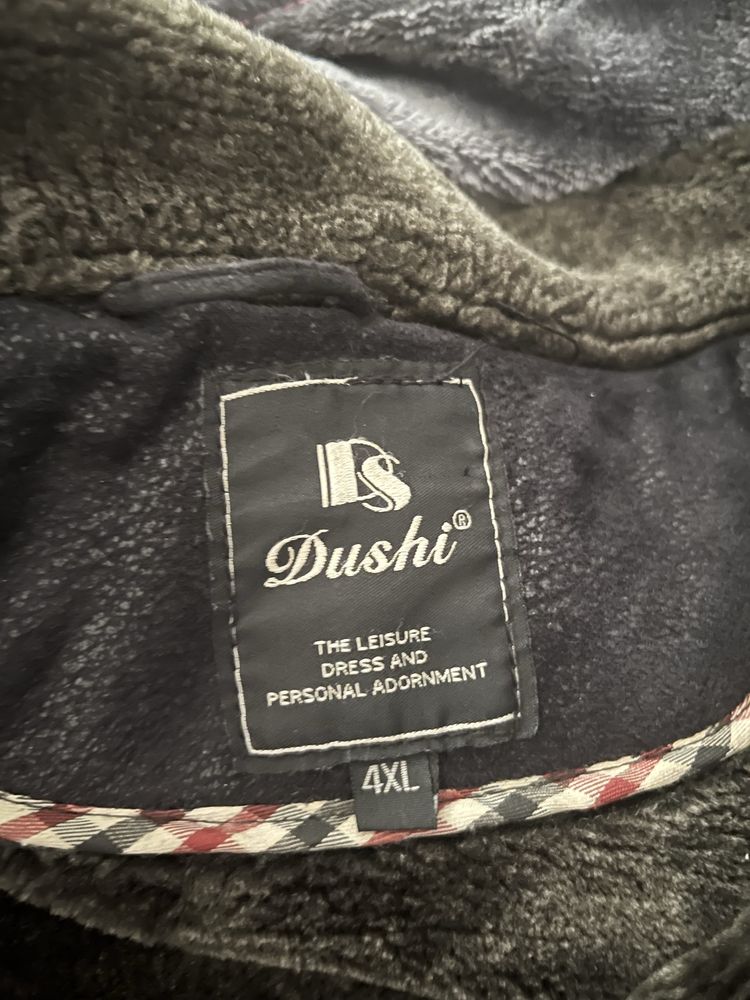 DS
Dushi®
THE LEISURE
DRESS AND
PERSONAL ADORNMENT
4XL